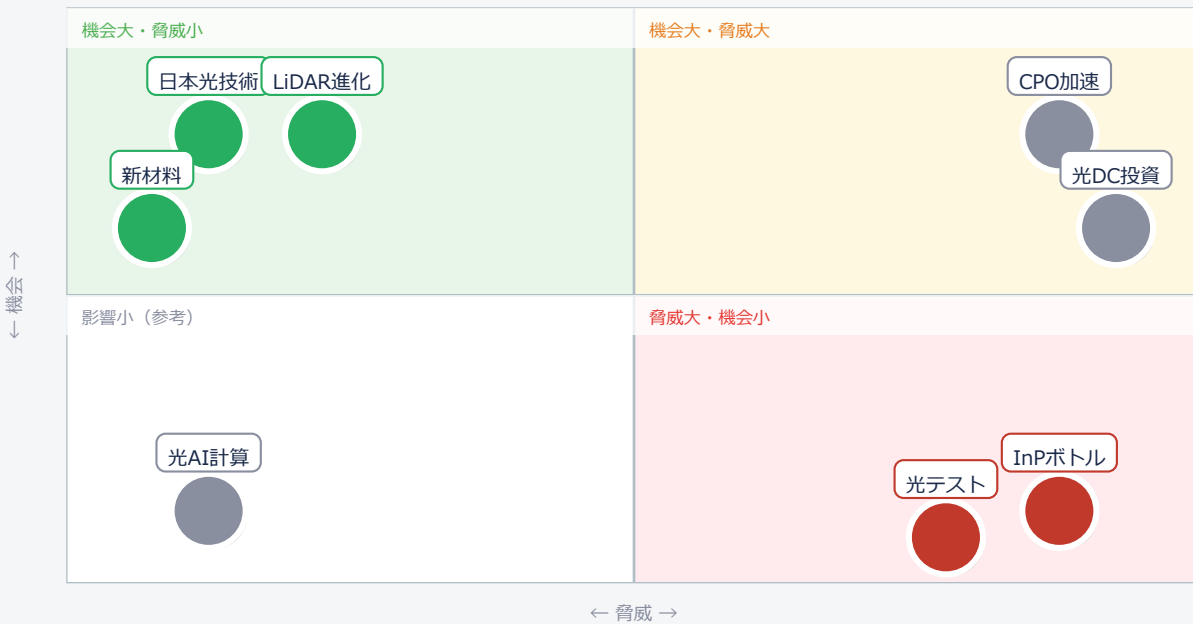 機会大・脅威小
機会大・脅威大
日本光技術
LiDAR進化
CPO加速
新材料
光DC投資
← 機会 →
影響小（参考）
脅威大・機会小
光AI計算
InPボトル
光テスト
← 脅威 →